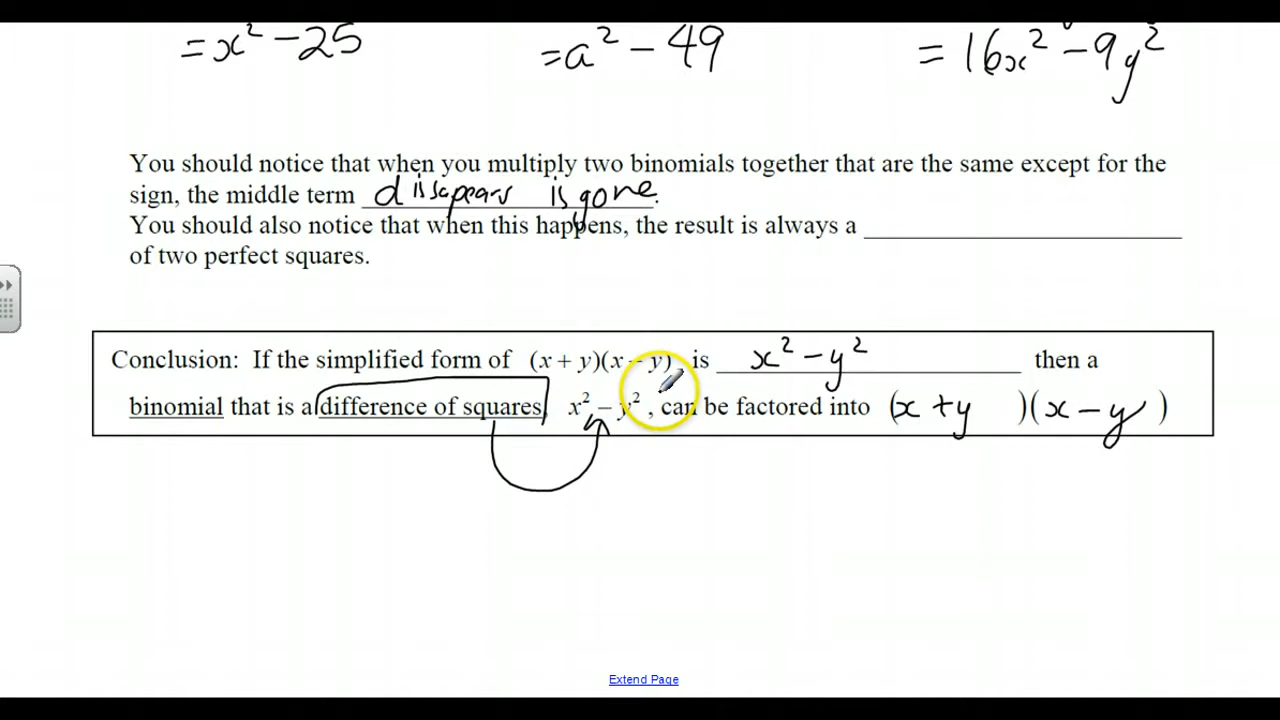 = x² - 25 = a² - 49 = 16x² - 9y²
You should notice that when you multiply two binomials together that are the same except for the
sign, the middle term dissapears is gone.
You should also notice that when this happens, the result is always a ____________
of two perfect squares.
Conclusion: If the simplified form of (x + y)(x − y), is x² - y² then a
binomial that is a difference of squares, x² − y², can be factored into (x + y )(x - y )
Extend Page